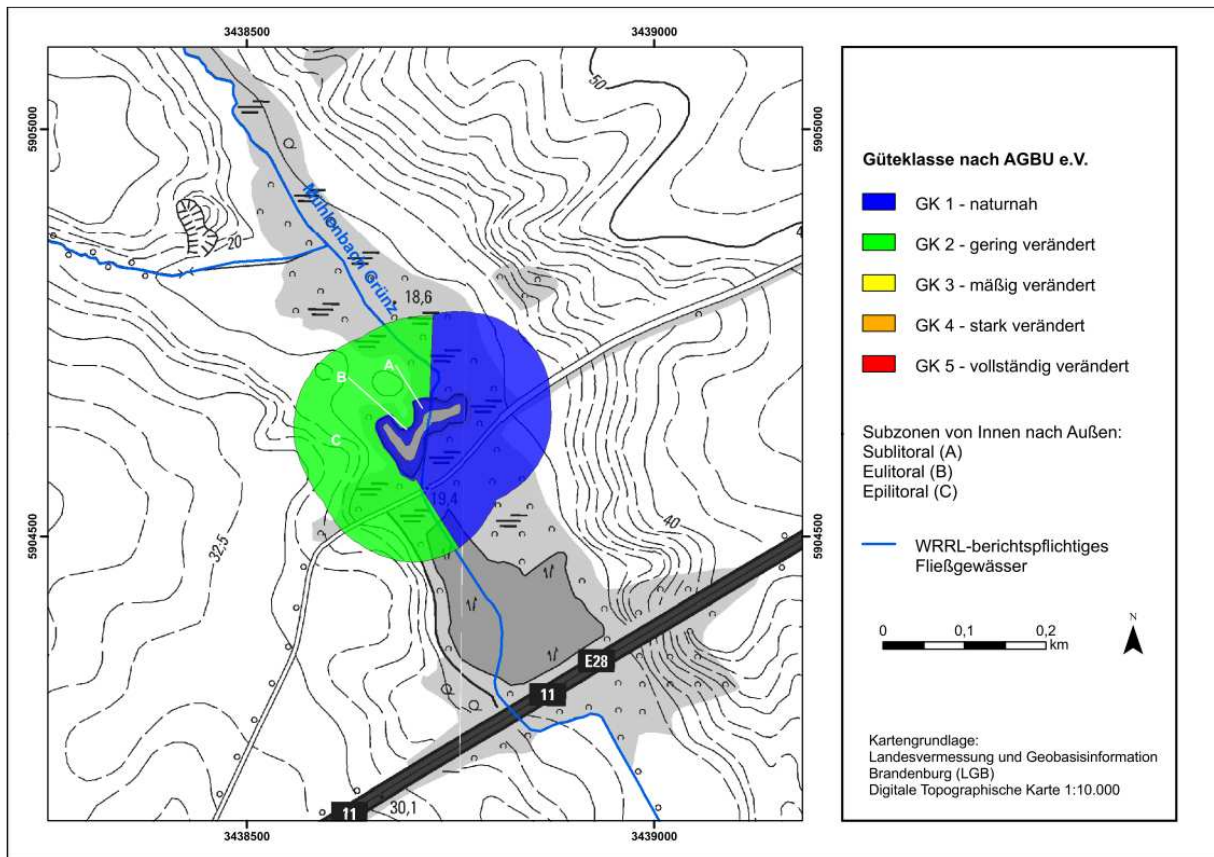 3438500
3439000
5905000
5905000
50
20
Mühlenbach Grünz
18,6
A
B
C
19,4
32,5
40
5904500
5904500
E28
11
11
30,1
3438500
3439000
Güteklasse nach AGBU e.V.
GK 1 - naturnah
GK 2 - gering verändert
GK 3 - mäßig verändert
GK 4 - stark verändert
GK 5 - vollständig verändert
Subzonen von Innen nach Außen:
Sublitoral (A)
Eulitoral (B)
Epilitoral (C)
WRRL-berichtspflichtiges
Fließgewässer
0 0,1 0,2
km
N
Kartengrundlage:
Landesvermessung und Geobasisinformation
Brandenburg (LGB)
Digitale Topographische Karte 1:10.000